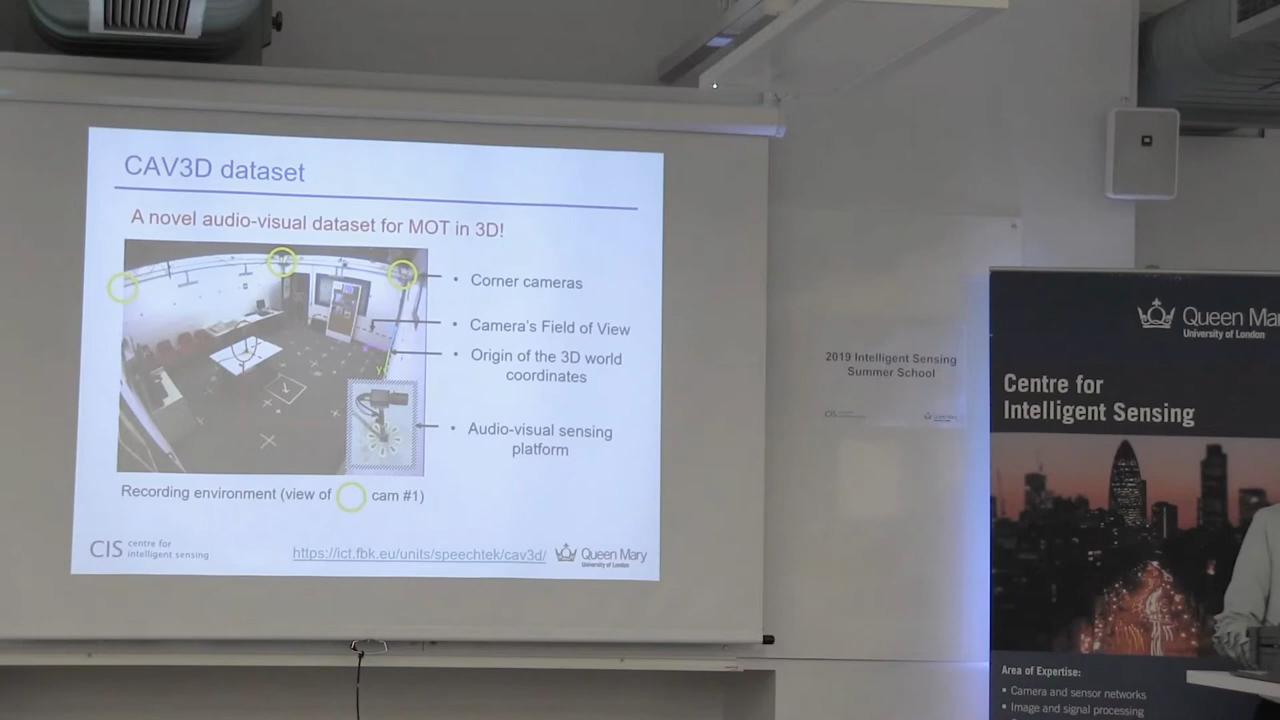 CAV3D dataset
A novel audio-visual dataset for MOT in 3D!
• Corner cameras
• Camera's Field of View
• Origin of the 3D world
coordinates
• Audio-visual sensing
platform
Recording environment (view of cam #1)
CIS centre for
intelligent sensing
https://ict.fbk.eu/units/speechtek/cav3d/
Queen Mary
University of London
2019 Intelligent Sensing
Summer School
CIS
Queen Ma
University of London
Centre for
Intelligent Sensing
Area of Expertise:
• Camera and sensor networks
• Image and signal processing